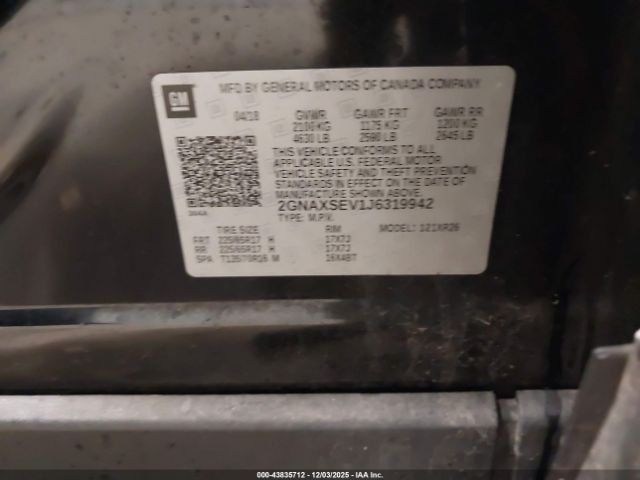 GM
MFD BY GENERAL MOTORS OF CANADA COMPANY
04/18 GVWR GAWR FRT GAWR RR
2100 KG 1175 KG 1200 KG
4630 LB 2590 LB 2645 LB
THIS VEHICLE CONFORMS TO ALL
APPLICABLE U.S. FEDERAL MOTOR
VEHICLE SAFETY AND THEFT PREVENTION
STANDARDS IN EFFECT ON THE DATE OF
MANUFACTURE SHOWN ABOVE.
2GNAXSEV1J6319942
TYPE: M.P.V. MODEL: 121XR26
TIRE SIZE RIM
FRT 225/65R17 H 17X7J
RR 225/65R17 H 17X7J
SPA T135/70R16 M 16X4BT
000-43835712 - 12/03/2025 - IAA Inc.